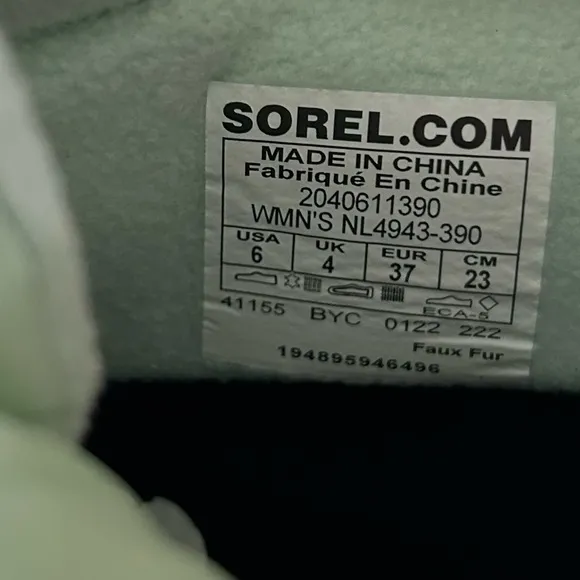 SOREL.COM
MADE IN CHINA
Fabriqué En Chine
2040611390
WMN'S NL4943-390
USA UK EUR CM
6 4 37 23
ECA-5
41155 BYC 0122 222
Faux Fur
194895946496